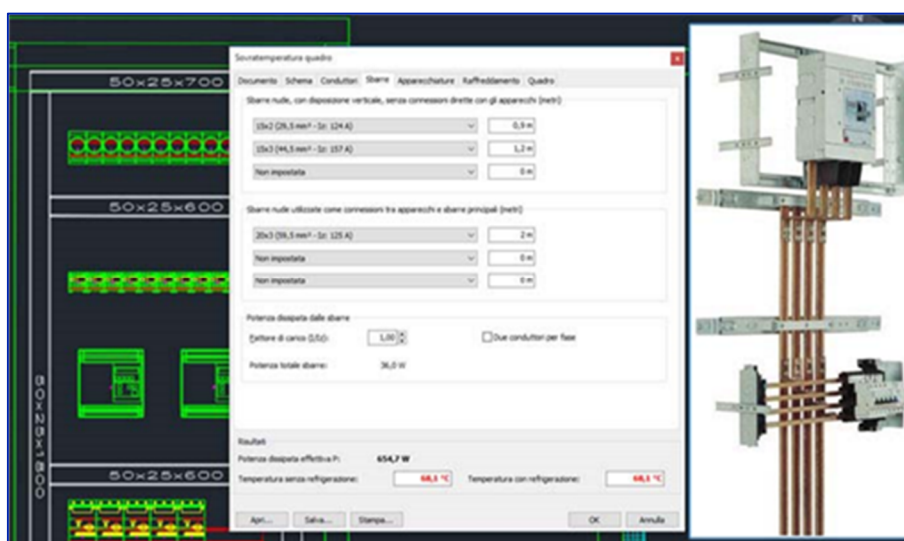 Sovratemperatura quadro
Documento Schema Conduttori Sbarre Apparecchiature Raffreddamento Quadro
50x25x700
Sbarre nude, con disposizione verticale, senza connessioni dirette con gli apparecchi (metri)
15x2 (29,5 mm² - Iz: 124 A) 0,9 m
15x3 (44,5 mm² - Iz: 157 A) 1,2 m
Non impostata 0 m
50x25x600
Sbarre nude utilizzate come connessioni tra apparecchi e sbarre principali (metri)
20x3 (59,5 mm² - Iz: 125 A) 2 m
Non impostata 0 m
Non impostata 0 m
Potenza dissipata dalle sbarre
Fattore di carico (I/Iz): 1,00 Due conduttori per fase
Potenza totale sbarre: 36,0 W
50x25x1800
Risultati
Potenza dissipata effettiva P: 654,7 W
50x25x600
Temperatura senza refrigerazione: 68,1 °C Temperatura con refrigerazione: 68,1 °C
Apri... Salva... Stampa... OK Annulla